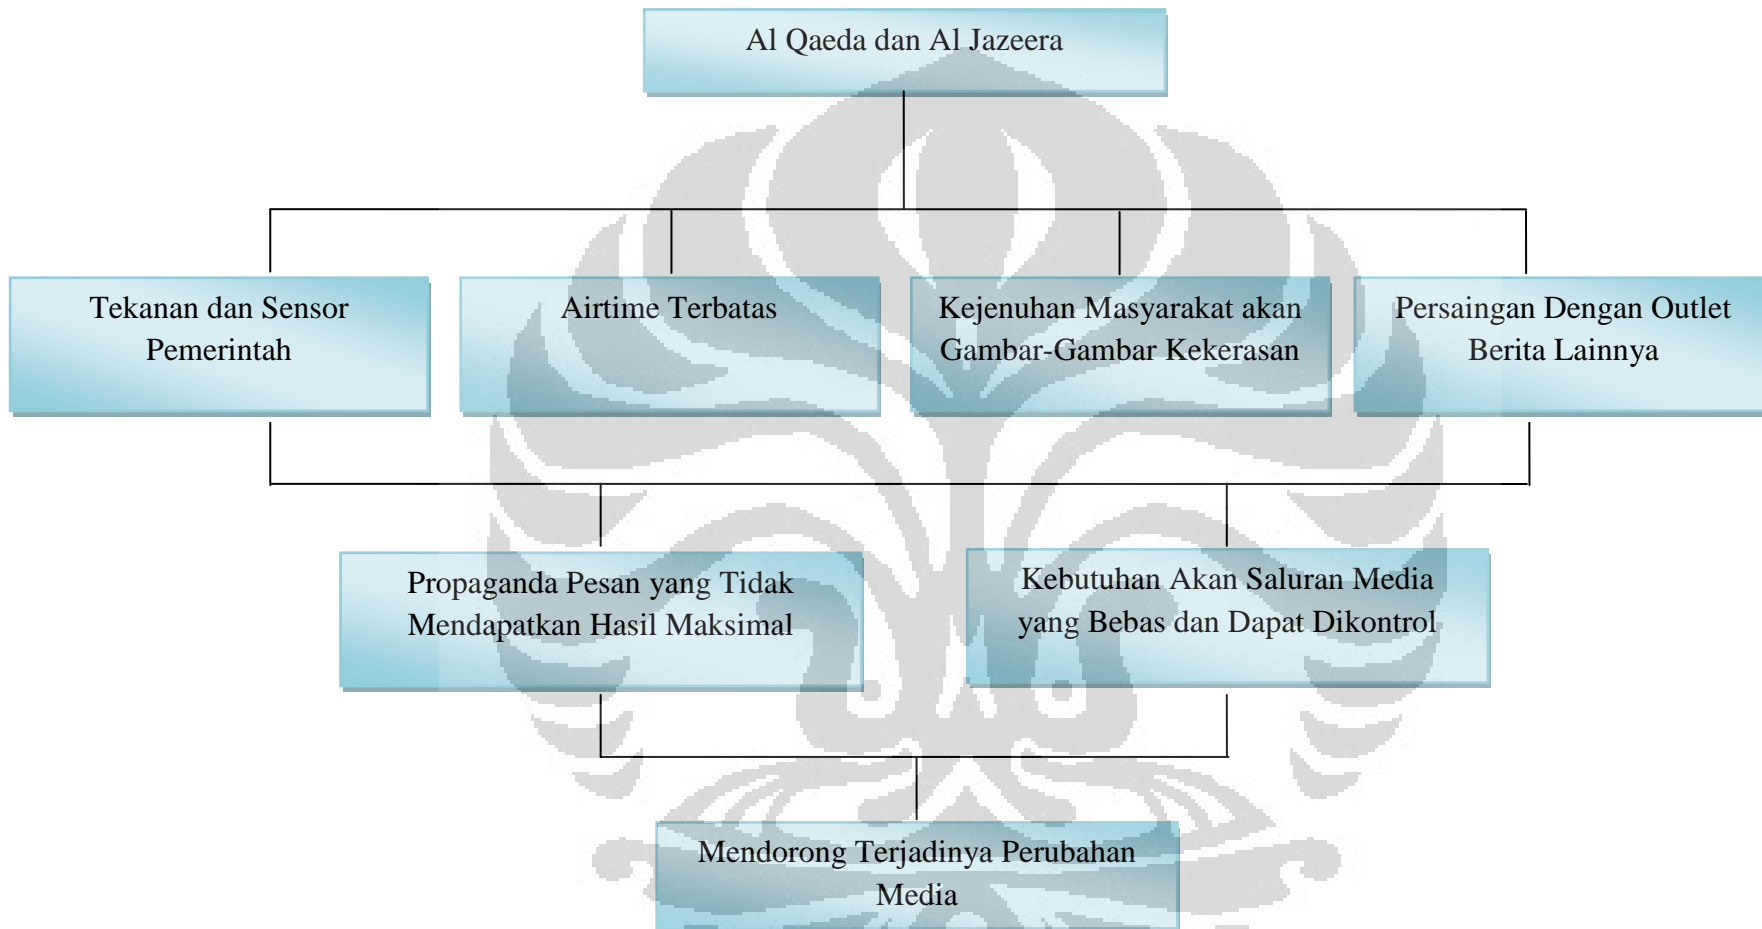 Al Qaeda dan Al Jazeera
Tekanan dan Sensor
Pemerintah
Airtime Terbatas
Kejenuhan Masyarakat akan
Gambar-Gambar Kekerasan
Persaingan Dengan Outlet
Berita Lainnya
Propaganda Pesan yang Tidak
Mendapatkan Hasil Maksimal
Kebutuhan Akan Saluran Media
yang Bebas dan Dapat Dikontrol
Mendorong Terjadinya Perubahan
Media